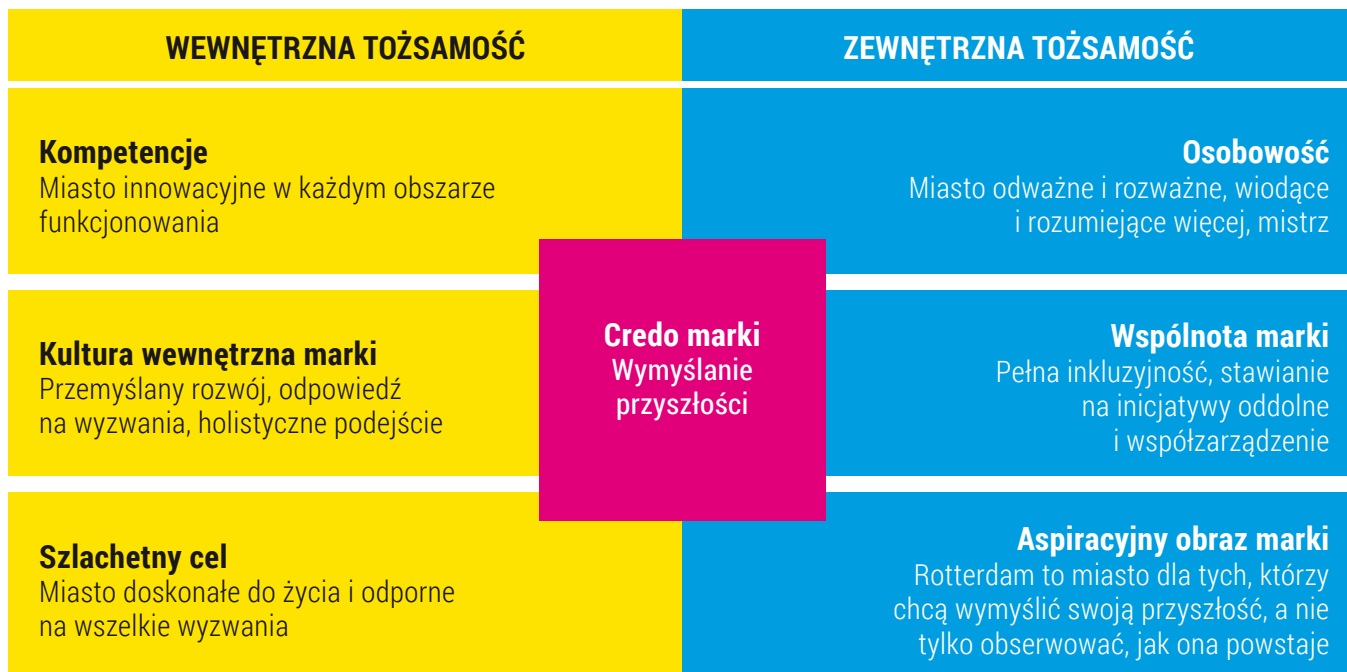 WEWNĘTRZNA TOŻSAMOŚĆ
ZEWNĘTRZNA TOŻSAMOŚĆ
Kompetencje
Miasto innowacyjne w każdym obszarze
funkcjonowania
Osobowość
Miasto odważne i rozważne, wiodące
i rozumiejące więcej, mistrz
Kultura wewnętrzna marki
Przemyślany rozwój, odpowiedź
na wyzwania, holistyczne podejście
Credo marki
Wymyślanie
przyszłości
Wspólnota marki
Pełna inkluzyjność, stawianie
na inicjatywy oddolne
i współzarządzenie
Szlachetny cel
Miasto doskonałe do życia i odporne
na wszelkie wyzwania
Aspiracyjny obraz marki
Rotterdam to miasto dla tych, którzy
chcą wymyślić swoją przyszłość, a nie
tylko obserwować, jak ona powstaje